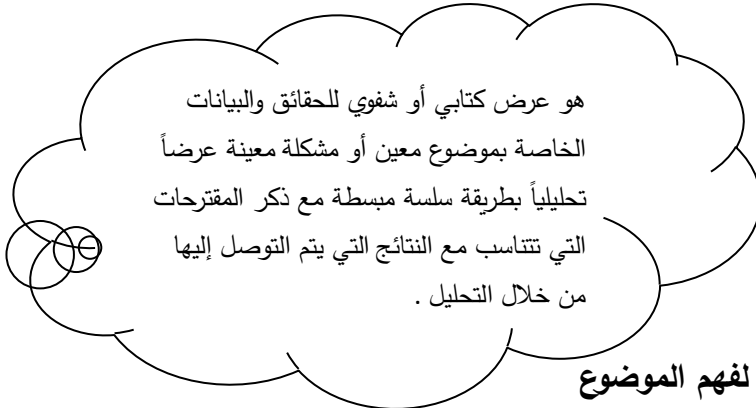 هو عرض كتابي أو شفوي للحقائق والبيانات
الخاصة بموضوع معين أو مشكلة معينة عرضاً
تحليلياً بطريقة سلسة مبسطة مع ذكر المقترحات
التي تتناسب مع النتائج التي يتم التوصل إليها
من خلال التحليل .
لفهم الموضوع